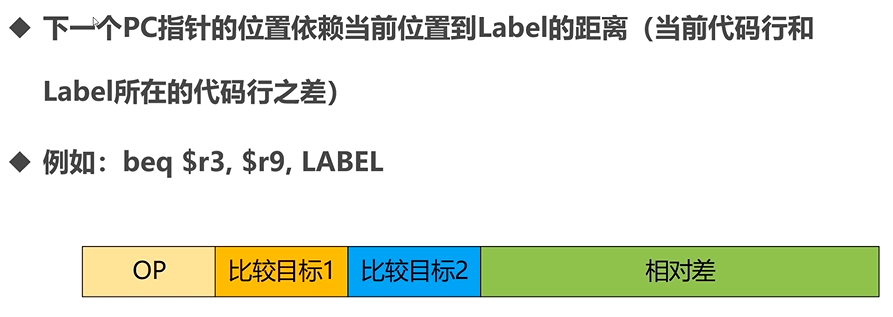 ◆ 下一个PC指针的位置依赖当前位置到Label的距离（当前代码行和
Label所在的代码行之差）
◆ 例如：beq $r3, $r9, LABEL
OP 比较目标1 比较目标2 相对差